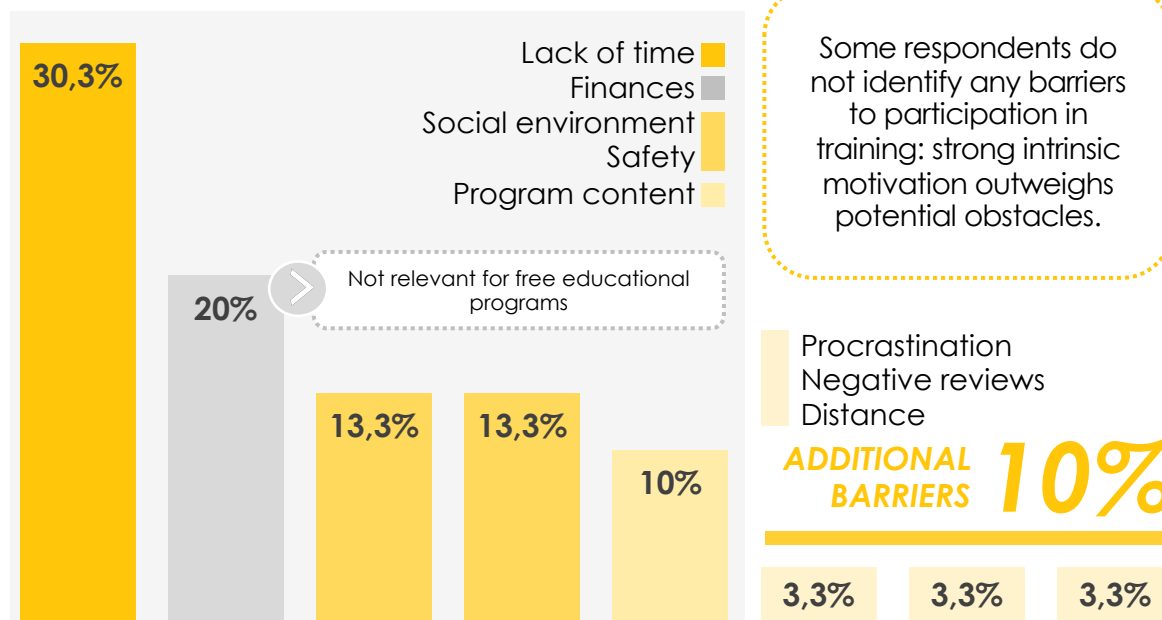 30,3%
Lack of time
Finances
Social environment
Safety
Program content
20%
Not relevant for free educational
programs
13,3%
13,3%
10%
Some respondents do
not identify any barriers
to participation in
training: strong intrinsic
motivation outweighs
potential obstacles.
Procrastination
Negative reviews
Distance
ADDITIONAL
BARRIERS
10%
3,3%
3,3%
3,3%